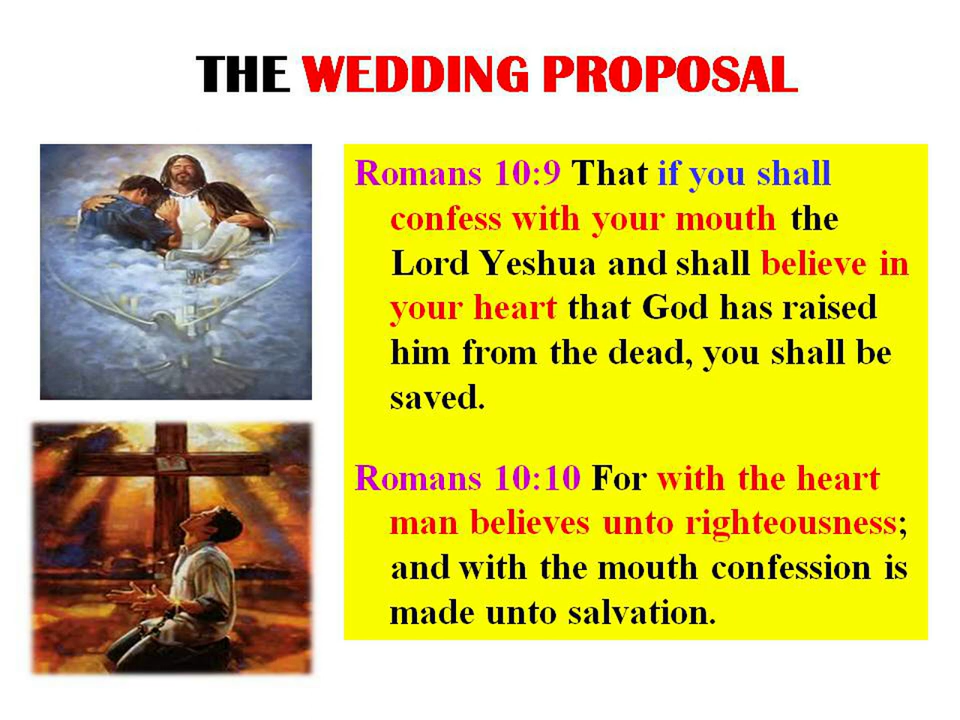 THE WEDDING PROPOSAL
Romans 10:9 That if you shall
confess with your mouth the
Lord Yeshua and shall believe in
your heart that God has raised
him from the dead, you shall be
saved.
Romans 10:10 For with the heart
man believes unto righteousness;
and with the mouth confession is
made unto salvation.